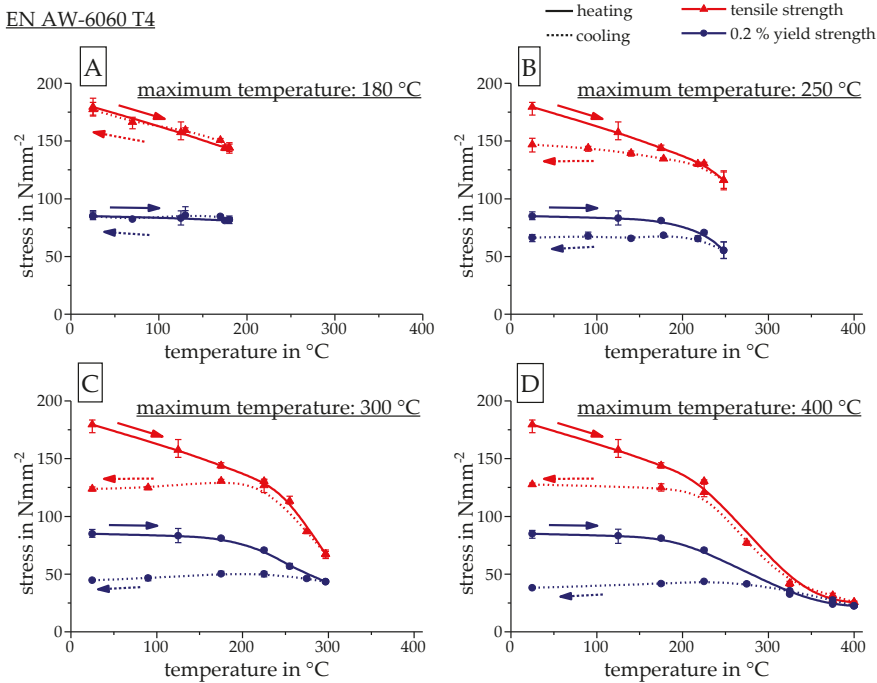 EN AW-6060 T4
heating
tensile strength
cooling
0.2 % yield strength
A
maximum temperature: 180 °C
200
150
100
50
0
stress in Nmm-2
0 100 200 300 400
temperature in °C
B
maximum temperature: 250 °C
200
150
100
50
0
stress in Nmm-2
0 100 200 300 400
temperature in °C
C
maximum temperature: 300 °C
200
150
100
50
0
stress in Nmm-2
0 100 200 300 400
temperature in °C
D
maximum temperature: 400 °C
200
150
100
50
0
stress in Nmm-2
0 100 200 300 400
temperature in °C